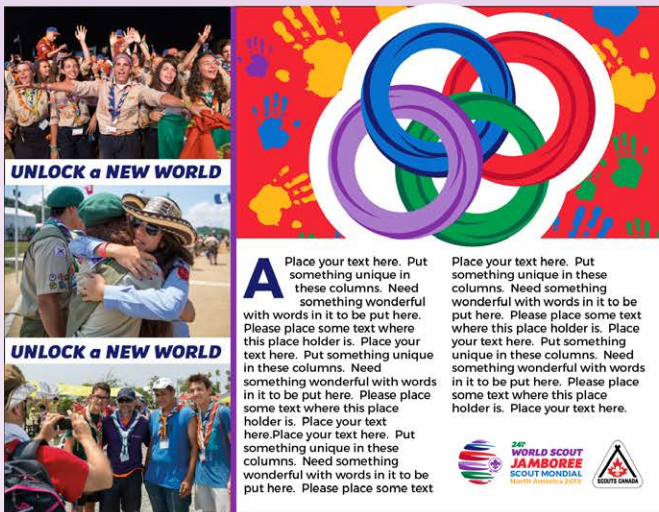 UNLOCK a NEW WORLD
UNLOCK a NEW WORLD
A Place your text here. Put
something unique in
these columns. Need
something wonderful
with words in it to be put here.
Please place some text where
this place holder is. Place your
text here. Put something unique
in these columns. Need
something wonderful with words
in it to be put here. Please place
some text where this place
holder is. Place your text
here.Place your text here. Put
something unique in these
columns. Need something
wonderful with words in it to be
put here. Please place some text
Place your text here. Put
something unique in these
columns. Need something
wonderful with words in it to be
put here. Please place some text
where this place holder is. Place
your text here. Put something
unique in these columns. Need
something wonderful with words
in it to be put here. Please place
some text where this place
holder is. Place your text here.
24e
WORLD SCOUT
JAMBOREE
SCOUT MONDIAL
North America 2019
SCOUTS CANADA